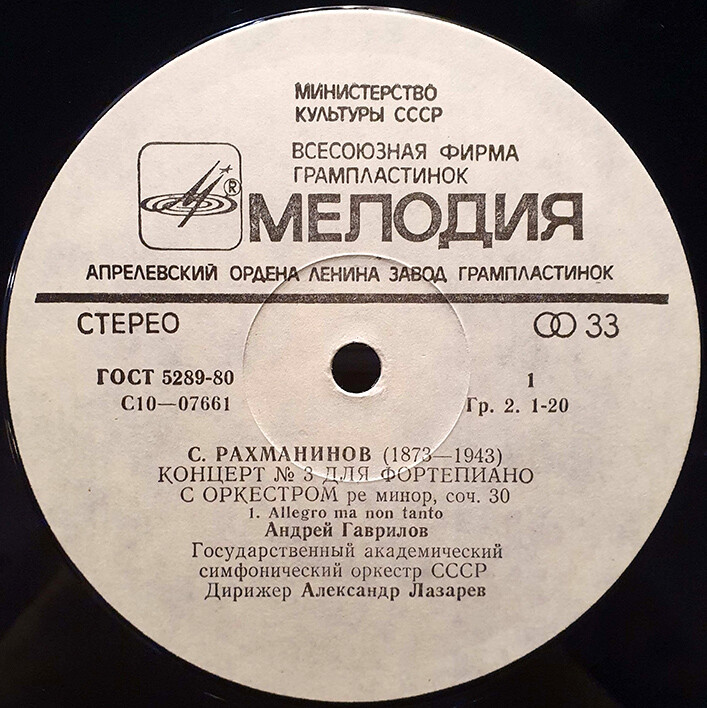 МИНИСТЕРСТВО
КУЛЬТУРЫ СССР
ВСЕСОЮЗНАЯ ФИРМА
ГРАМПЛАСТИНОК
® МЕЛОДИЯ
АПРЕЛЕВСКИЙ ОРДЕНА ЛЕНИНА ЗАВОД ГРАМПЛАСТИНОК
СТЕРЕО 33
ГОСТ 5289-80 1
С10—07661 Гр. 2. 1-20
С. РАХМАНИНОВ (1873—1943)
КОНЦЕРТ № 3 ДЛЯ ФОРТЕПИАНО
С ОРКЕСТРОМ ре минор, соч. 30
1. Allegro ma non tanto
Андрей Гаврилов
Государственный академический
симфонический оркестр СССР
Дирижер Александр Лазарев